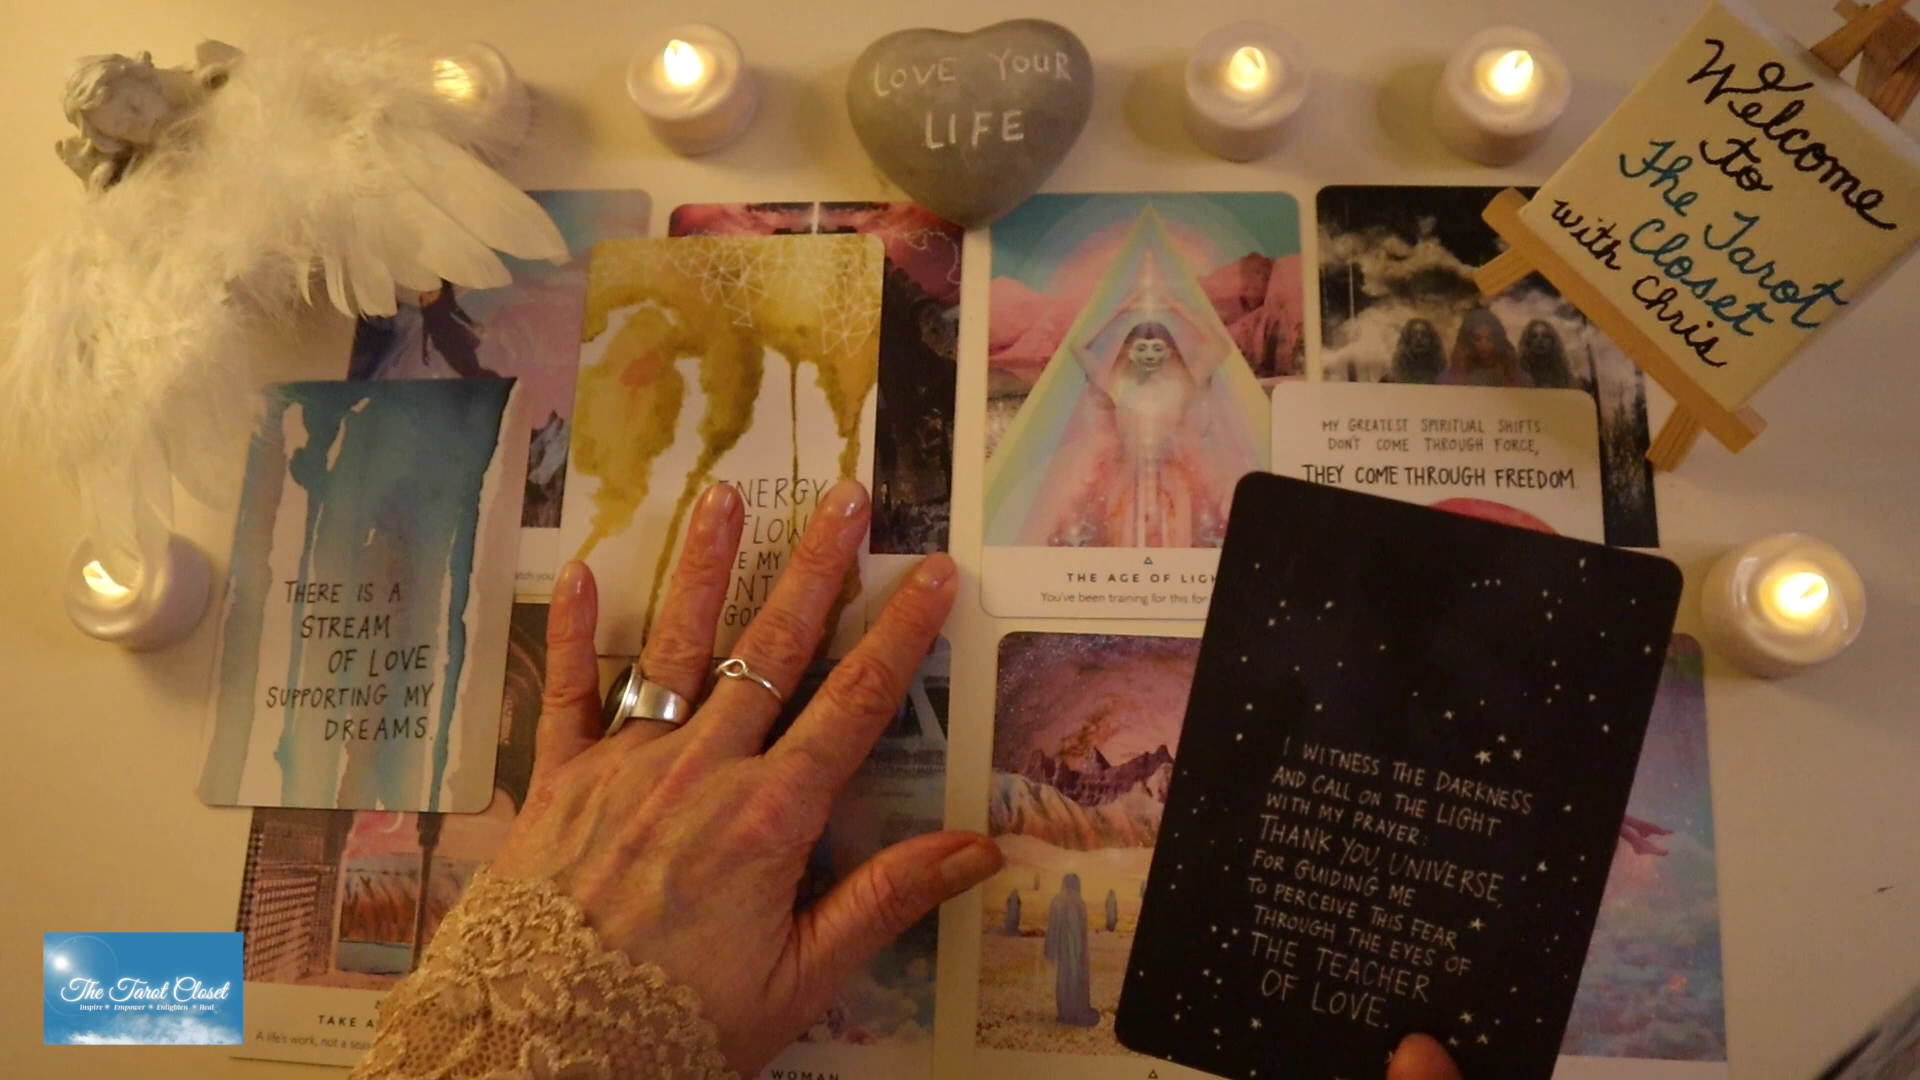 LOVE YOUR
LIFE
Welcome
to
The Tarot
Closet
with Chris
MY GREATEST SPIRITUAL SHIFTS
DON'T COME THROUGH FORCE,
THEY COME THROUGH FREEDOM.
ENERGY
FLOW
MY
THERE IS A
STREAM
OF LOVE
SUPPORTING MY
DREAMS.
THE AGE OF
You've been training for this for
I WITNESS THE DARKNESS
AND CALL ON THE LIGHT
WITH MY PRAYER:
THANK YOU, UNIVERSE,
FOR GUIDING ME
TO PERCEIVE THIS FEAR
THROUGH THE EYES OF
THE TEACHER
OF LOVE.
The Tarot Closet
Inspire * Empower * Enlighten * Heal
TAKE
A life's work, not a
WOMAN